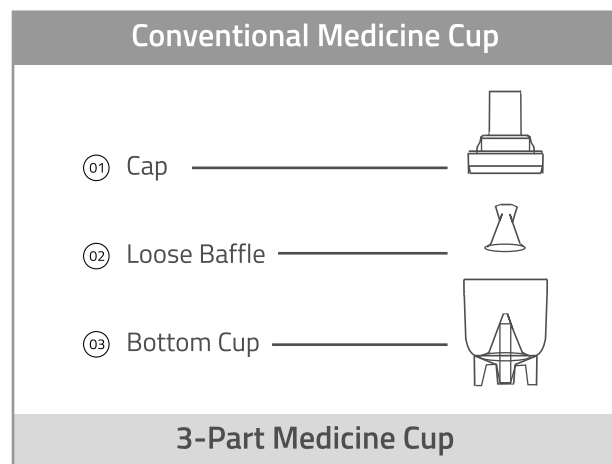 Conventional Medicine Cup
01 Cap
02 Loose Baffle
03 Bottom Cup
3-Part Medicine Cup